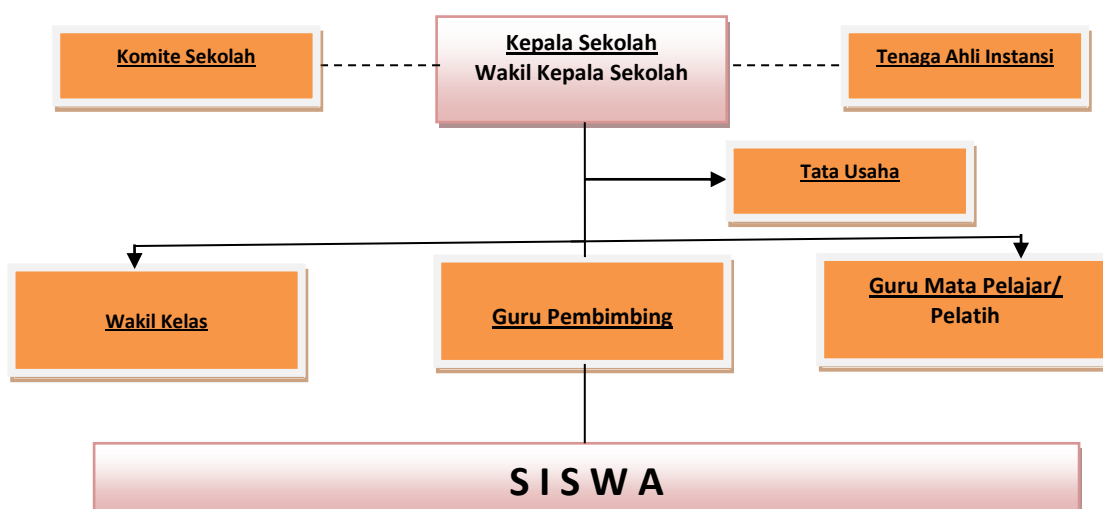 Komite Sekolah
Kepala Sekolah
Wakil Kepala Sekolah
Tenaga Ahli Instansi
Tata Usaha
Wakil Kelas
Guru Pembimbing
Guru Mata Pelajar/
Pelatih
S I S W A